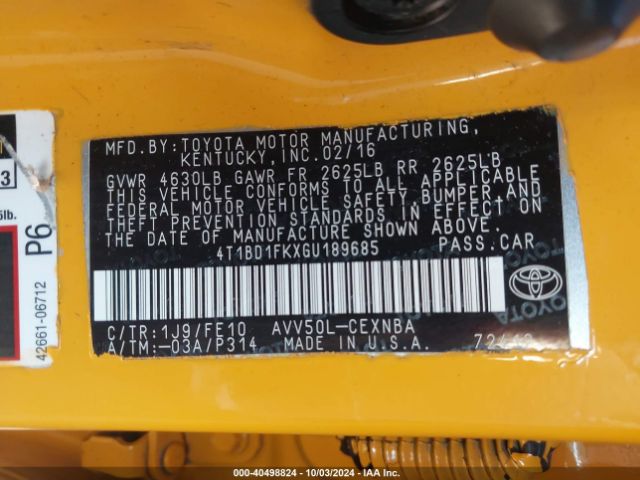 MFD.BY:TOYOTA MOTOR MANUFACTURING,
KENTUCKY,INC.02/16
GVWR 4630LB GAWR FR 2625LB RR 2625LB
THIS VEHICLE CONFORMS TO ALL APPLICABLE
FEDERAL MOTOR VEHICLE SAFETY,BUMPER,AND
THEFT PREVENTION STANDARDS IN EFFECT ON
THE DATE OF MANUFACTURE SHOWN ABOVE.
4T1BD1FKXGU189685 PASS.CAR
TOYOTA
C/TR:1J9/FE10 AVV50L-CEXNBA
A/TM:-03A/P314 MADE IN U.S.A.
3
5lb.
P6
42661-06712
000-40498824 - 10/03/2024 - IAA Inc.